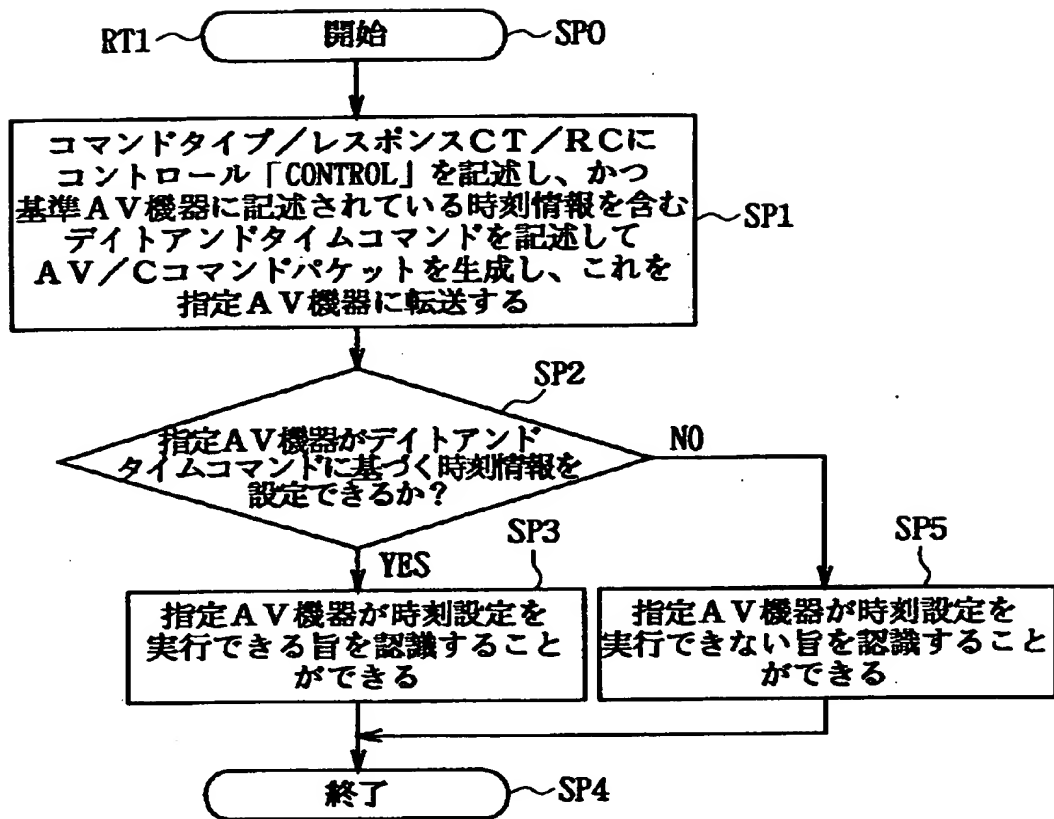 RT1
開始
SP0
コマンドタイプ/レスポンスCT/RCに
コントロール「CONTROL」を記述し、かつ
基準AV機器に記述されている時刻情報を含む
デイトアンドタイムコマンドを記述して
AV/Cコマンドパケットを生成し、これを
指定AV機器に転送する
SP1
SP2
指定AV機器がデイトアンド
タイムコマンドに基づく時刻情報を
設定できるか?
NO
YES
SP3
指定AV機器が時刻設定を
実行できる旨を認識すること
ができる
SP5
指定AV機器が時刻設定を
実行できない旨を認識すること
ができる
終了
SP4